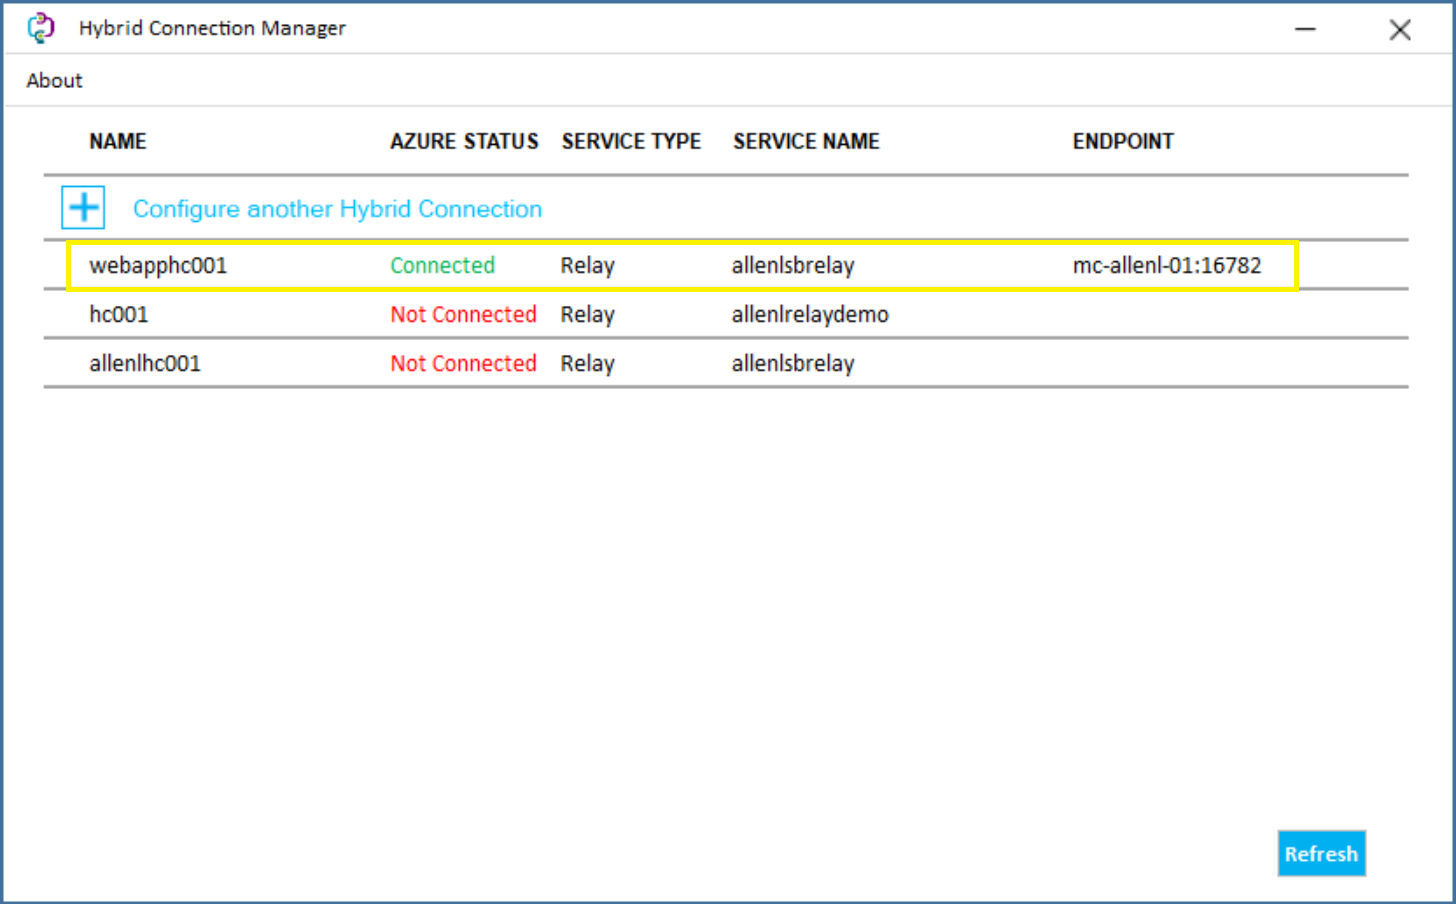 Hybrid Connection Manager
About
NAME AZURE STATUS SERVICE TYPE SERVICE NAME ENDPOINT
Configure another Hybrid Connection
webapphc001 Connected Relay allenlsbrelay mc-allenl-01:16782
hc001 Not Connected Relay allenlrelaydemo
allenlhc001 Not Connected Relay allenlsbrelay
Refresh